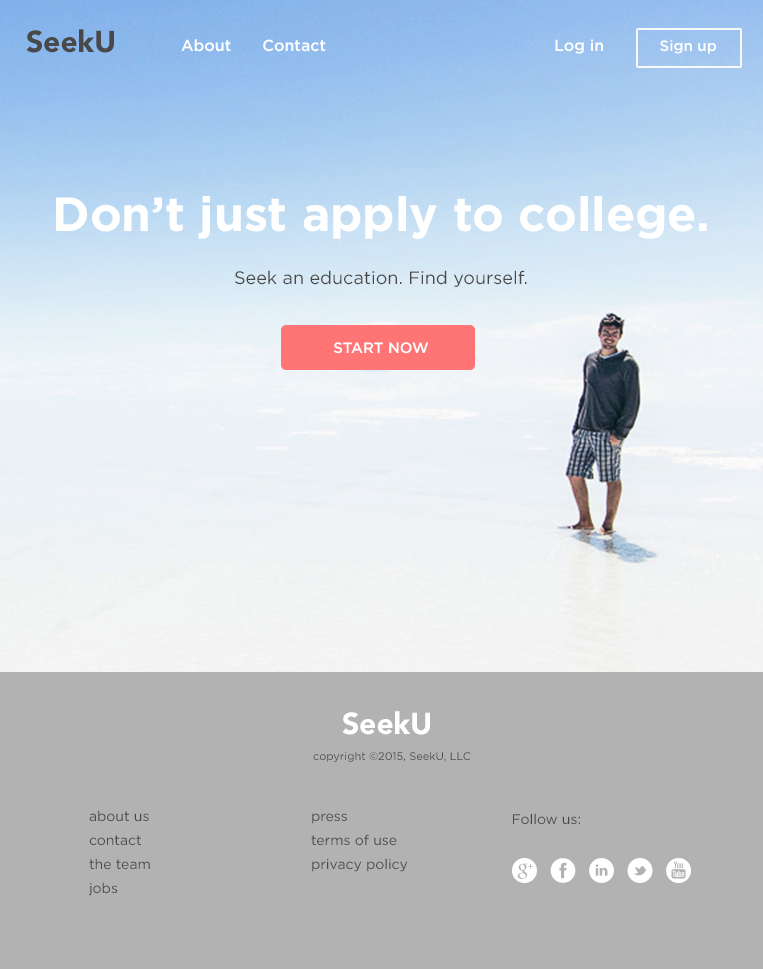 SeekU
About Contact Log in Sign up
Don't just apply to college.
Seek an education. Find yourself.
START NOW
SeekU
copyright ©2015, SeekU, LLC
about us
contact
the team
jobs
press
terms of use
privacy policy
Follow us:
g+ f in You Tube